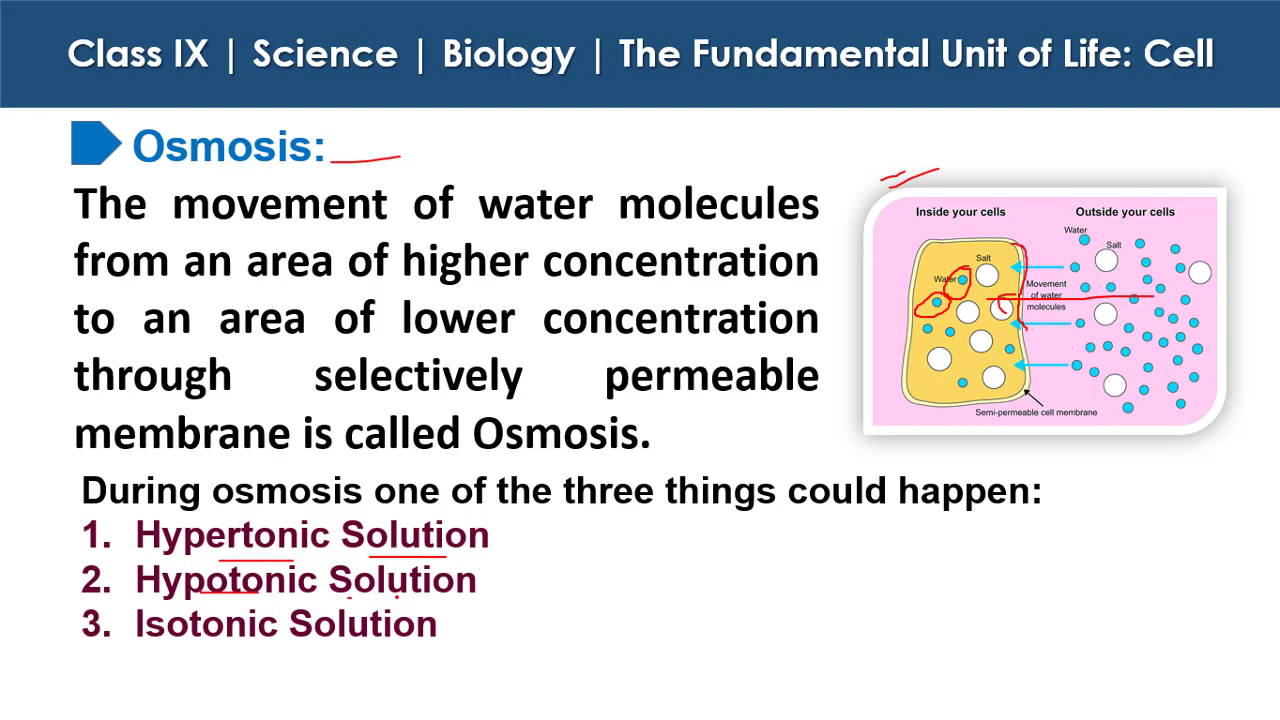 Class IX | Science | Biology | The Fundamental Unit of Life: Cell
Osmosis:
The movement of water molecules
from an area of higher concentration
to an area of lower concentration
through selectively permeable
membrane is called Osmosis.
Inside your cells
Outside your cells
Water
Salt
Salt
Water
Movement
of water
molecules
Semi-permeable cell membrane
During osmosis one of the three things could happen:
1. Hypertonic Solution
2. Hypotonic Solution
3. Isotonic Solution